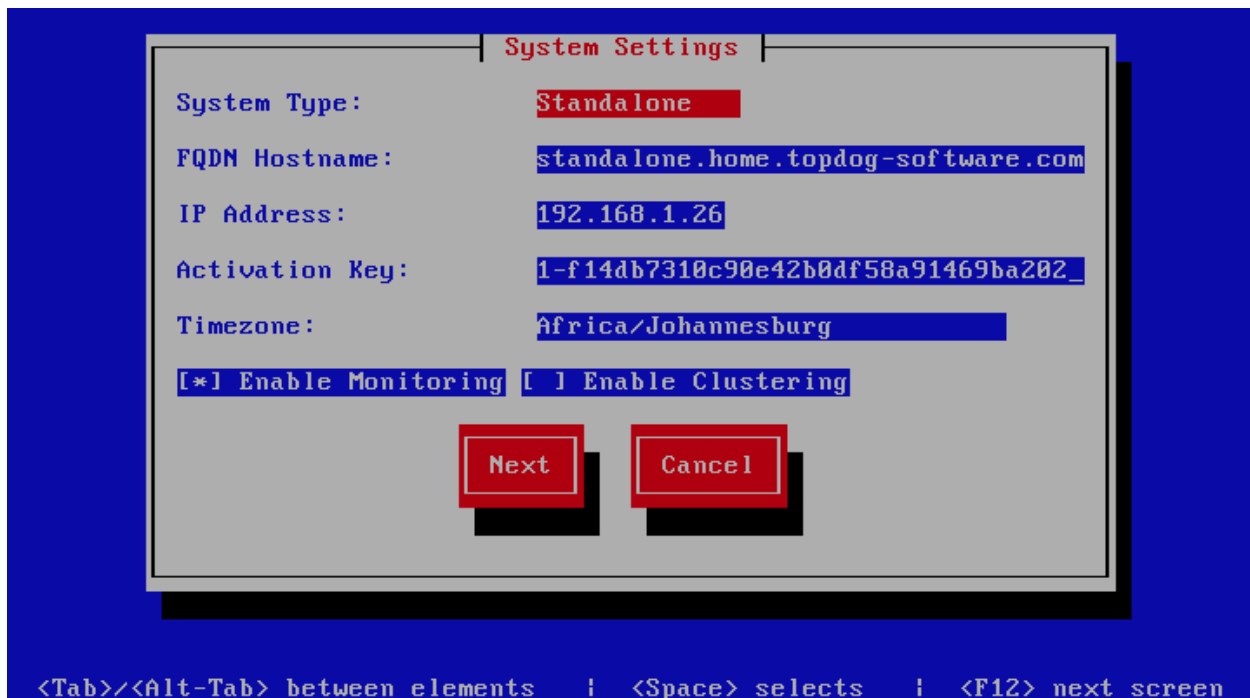 System Settings
System Type: Standalone
FQDN Hostname: standalone.home.topdog-software.com
IP Address: 192.168.1.26
Activation Key: 1-f14db7310c90e42b0df58a91469ba202_
Timezone: Africa/Johannesburg
[*] Enable Monitoring [ ] Enable Clustering
Next Cancel
<Tab>/<Alt-Tab> between elements | <Space> selects | <F12> next screen